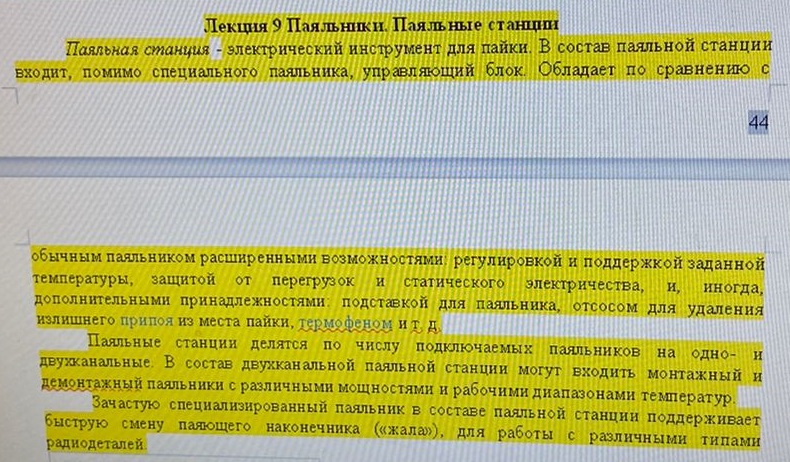 Лекция 9 Паяльники. Паяльные станции
Паяльная станция - электрический инструмент для пайки. В состав паяльной станции
входит, помимо специального паяльника, управляющий блок. Обладает по сравнению с
44
обычным паяльником расширенными возможностями: регулировкой и поддержкой заданной
температуры, защитой от перегрузок и статического электричества, и, иногда,
дополнительными принадлежностями: подставкой для паяльника, отсосом для удаления
излишнего припоя из места пайки, термофеном и т. д.
Паяльные станции делятся по числу подключаемых паяльников на одно- и
двухканальные. В состав двухканальной паяльной станции могут входить монтажный и
демонтажный паяльники с различными мощностями и рабочими диапазонами температур.
Зачастую специализированный паяльник в составе паяльной станции поддерживает
быструю смену паяющего наконечника («жала»), для работы с различными типами
радиодеталей.